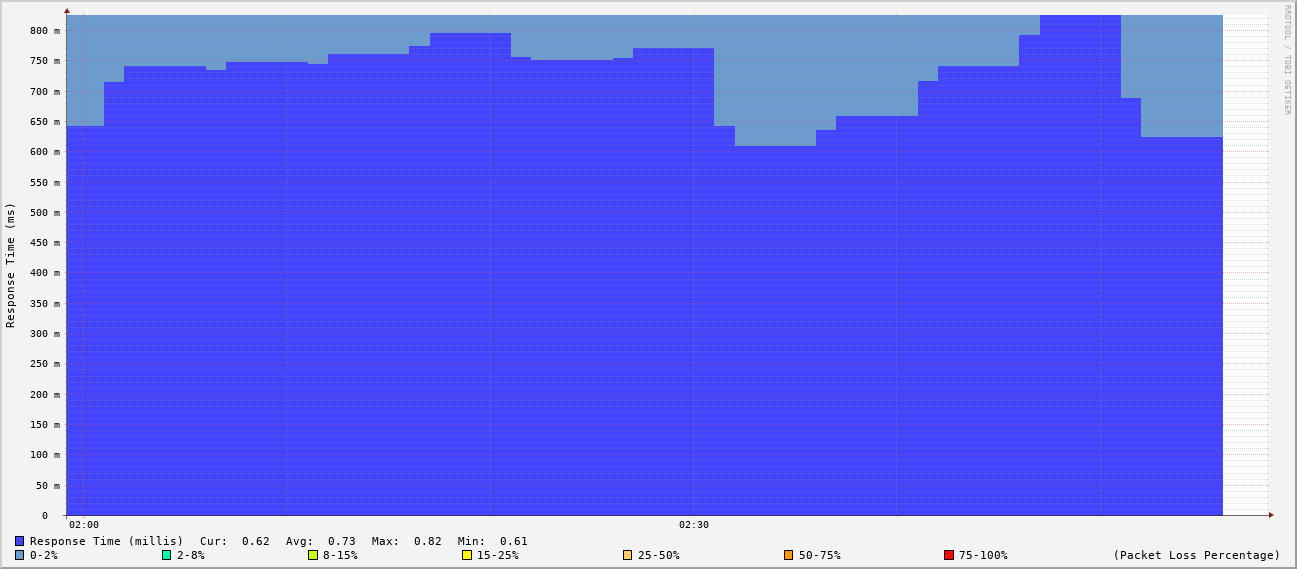 RRDTOOL / TOBI OETIKER
Response Time (ms)
800 m
750 m
700 m
650 m
600 m
550 m
500 m
450 m
400 m
350 m
300 m
250 m
200 m
150 m
100 m
50 m
0
02:00 02:30
Response Time (millis) Cur: 0.62 Avg: 0.73 Max: 0.82 Min: 0.61
0-2% 2-8% 8-15% 15-25% 25-50% 50-75% 75-100% (Packet Loss Percentage)